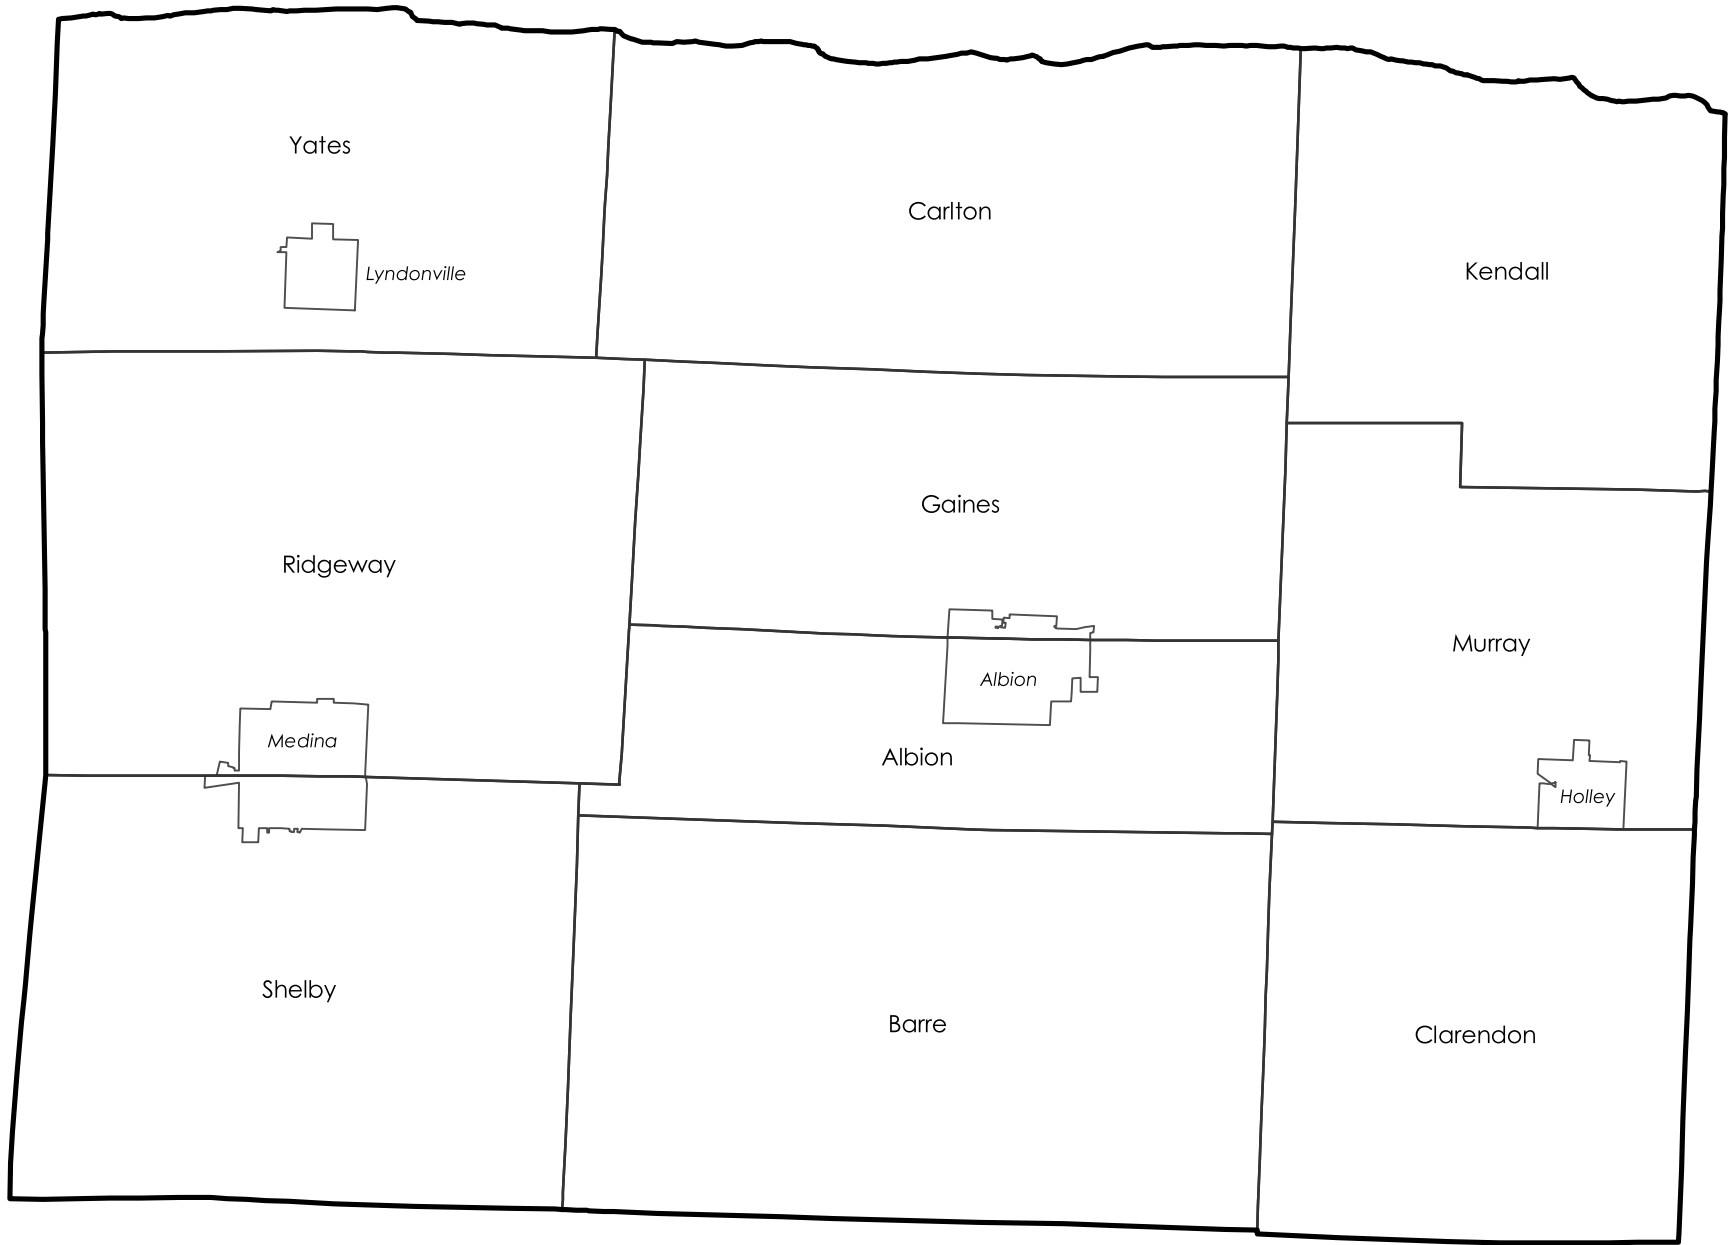 Yates
Carlton
Lyndonville
Kendall
Gaines
Ridgeway
Murray
Albion
Medina
Albion
Holley
Shelby
Barre
Clarendon